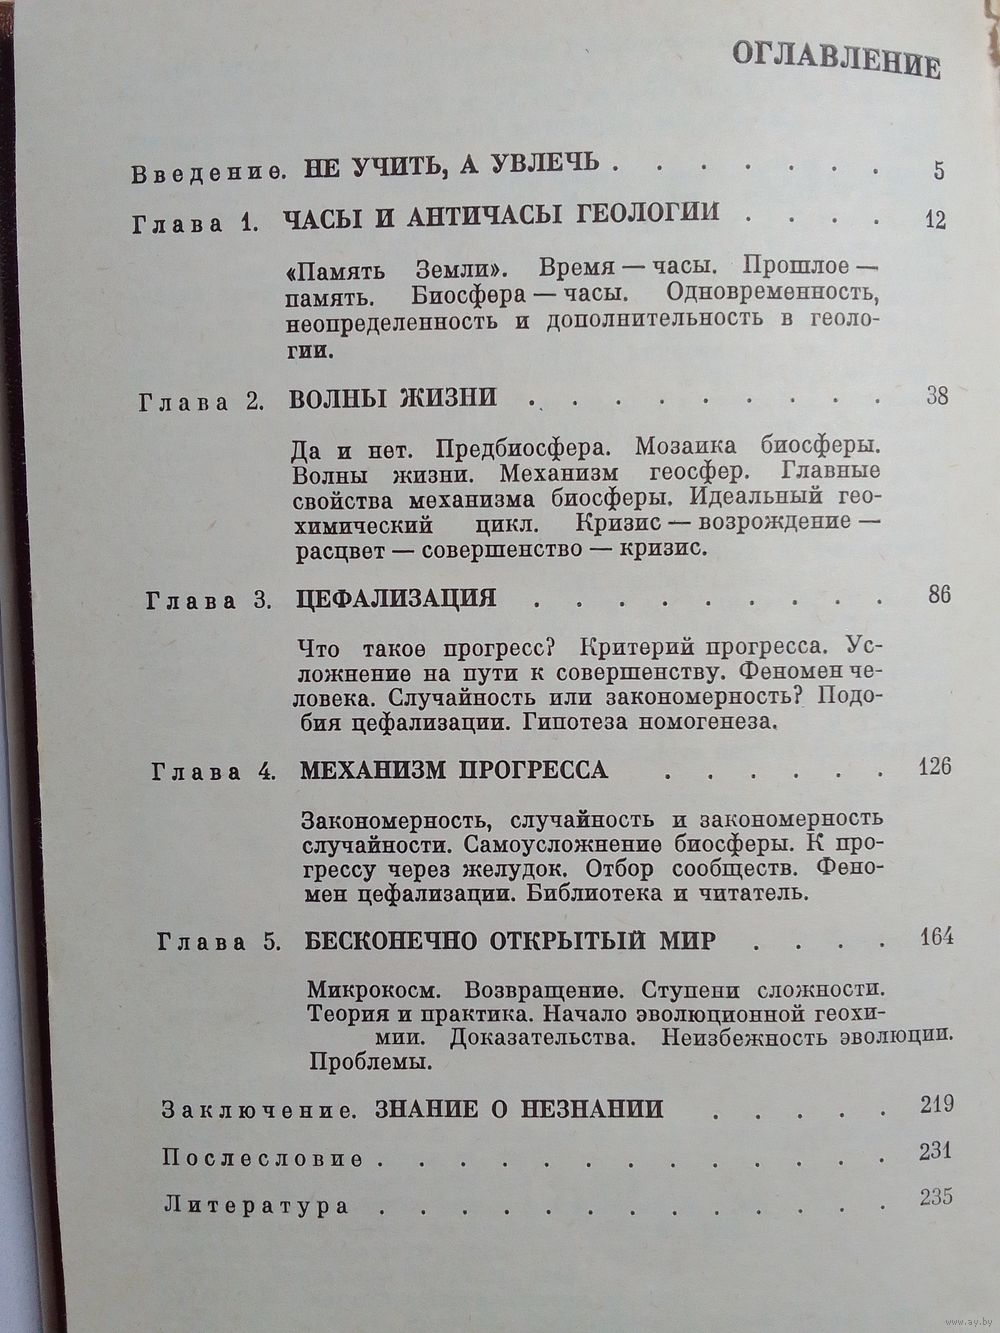 ОГЛАВЛЕНИЕ
Введение. НЕ УЧИТЬ, А УВЛЕЧЬ . . . . . . . 5
Глава 1. ЧАСЫ И АНТИЧАСЫ ГЕОЛОГИИ . . . . 12
«Память Земли». Время — часы. Прошлое —
память. Биосфера — часы. Одновременность,
неопределенность и дополнительность в геоло-
гии.
Глава 2. ВОЛНЫ ЖИЗНИ . . . . . . . . . 38
Да и нет. Предбиосфера. Мозаика биосферы.
Волны жизни. Механизм геосфер. Главные
свойства механизма биосферы. Идеальный гео-
химический цикл. Кризис — возрождение —
расцвет — совершенство — кризис.
Глава 3. ЦЕФАЛИЗАЦИЯ . . . . . . . . . 86
Что такое прогресс? Критерий прогресса. Ус-
ложнение на пути к совершенству. Феномен че-
ловека. Случайность или закономерность? Подо-
бия цефализации. Гипотеза номогенеза.
Глава 4. МЕХАНИЗМ ПРОГРЕССА . . . . . . 126
Закономерность, случайность и закономерность
случайности. Самоусложнение биосферы. К про-
грессу через желудок. Отбор сообществ. Фено-
мен цефализации. Библиотека и читатель.
Глава 5. БЕСКОНЕЧНО ОТКРЫТЫЙ МИР . . . . 164
Микрокосм. Возвращение. Ступени сложности.
Теория и практика. Начало эволюционной геохи-
мии. Доказательства. Неизбежность эволюции.
Проблемы.
Заключение. ЗНАНИЕ О НЕЗНАНИИ . . . . . 219
Послесловие . . . . . . . . . . . . 231
Литература . . . . . . . . . . . . 235
www.ay.by